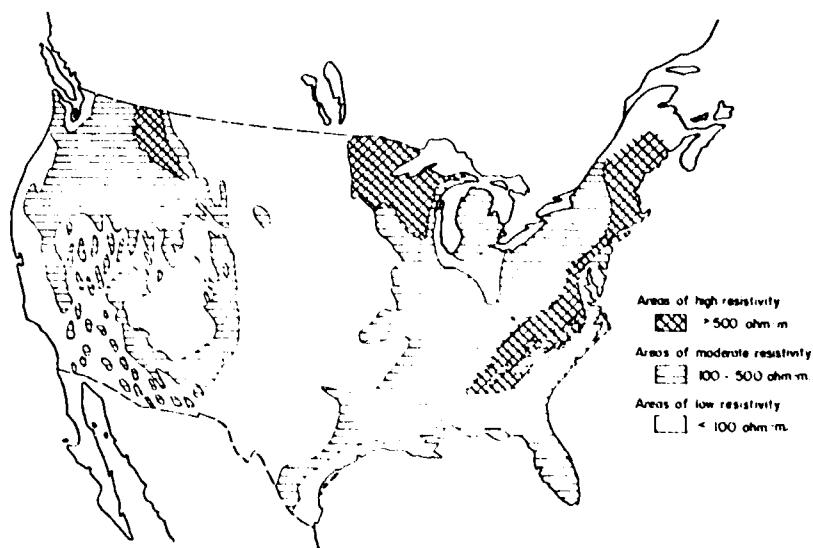 Areas of high resistivity
> 500 ohm·m
Areas of moderate resistivity
100 - 500 ohm·m.
Areas of low resistivity
< 100 ohm·m.